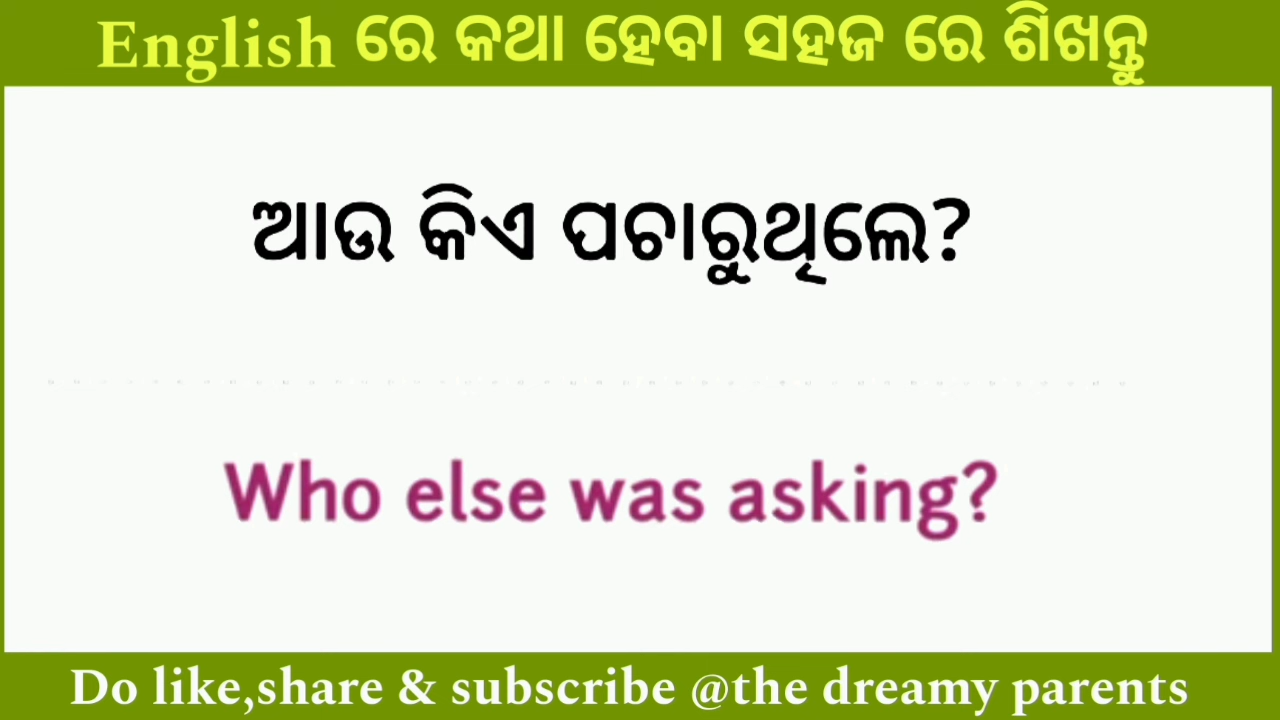 English ରେ କଥା ହେବା ସହଜ ରେ ଶିଖନ୍ତୁ
ଆଉ କିଏ ପଚାରୁଥିଲେ?
Who else was asking?
Do like,share & subscribe @the dreamy parents